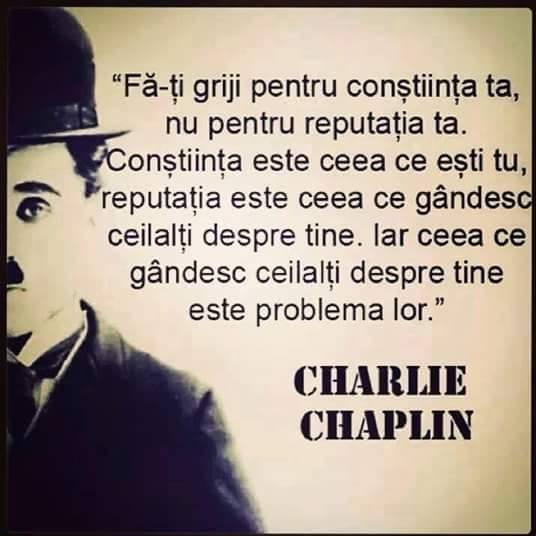 “Fă-ți griji pentru conștiința ta,
nu pentru reputația ta.
Conștiința este ceea ce ești tu,
reputația este ceea ce gândesc
ceilalți despre tine. Iar ceea ce
gândesc ceilalți despre tine
este problema lor.”
CHARLIE
CHAPLIN